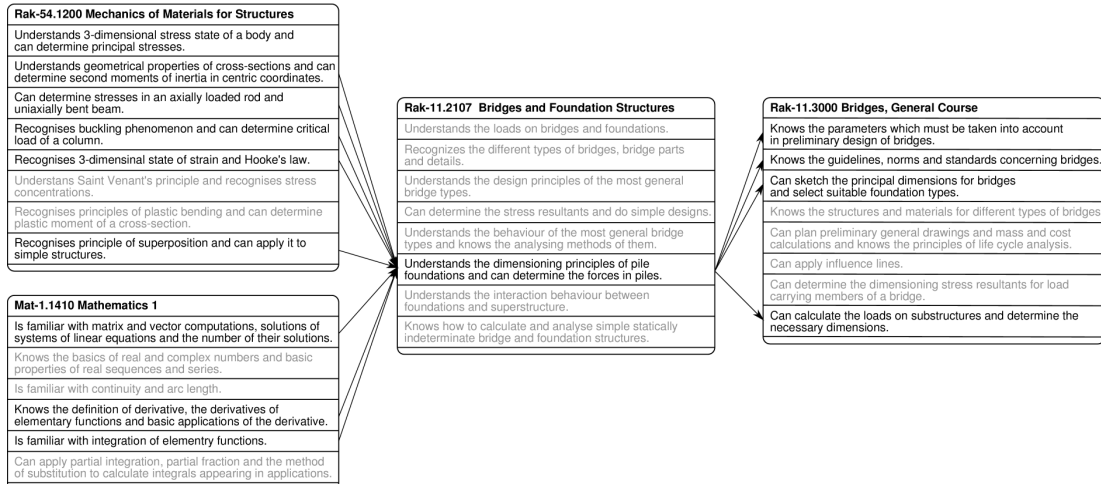 Rak-54.1200 Mechanics of Materials for Structures
Understands 3-dimensional stress state of a body and
can determine principal stresses.
Understands geometrical properties of cross-sections and can
determine second moments of inertia in centric coordinates.
Can determine stresses in an axially loaded rod and
uniaxially bent beam.
Recognises buckling phenomenon and can determine critical
load of a column.
Recognises 3-dimensinal state of strain and Hooke's law.
Understans Saint Venant's principle and recognises stress
concentrations.
Recognises principles of plastic bending and can determine
plastic moment of a cross-section.
Recognises principle of superposition and can apply it to
simple structures.
Mat-1.1410 Mathematics 1
Is familiar with matrix and vector computations, solutions of
systems of linear equations and the number of their solutions.
Knows the basics of real and complex numbers and basic
properties of real sequences and series.
Is familiar with continuity and arc length.
Knows the definition of derivative, the derivatives of
elementary functions and basic applications of the derivative.
Is familiar with integration of elementry functions.
Can apply partial integration, partial fraction and the method
of substitution to calculate integrals appearing in applications.
Rak-11.2107 Bridges and Foundation Structures
Understands the loads on bridges and foundations.
Recognizes the different types of bridges, bridge parts
and details.
Understands the design principles of the most general
bridge types.
Can determine the stress resultants and do simple designs.
Understands the behaviour of the most general bridge
types and knows the analysing methods of them.
Understands the dimensioning principles of pile
foundations and can determine the forces in piles.
Understands the interaction behaviour between
foundations and superstructure.
Knows how to calculate and analyse simple statically
indeterminate bridge and foundation structures.
Rak-11.3000 Bridges, General Course
Knows the parameters which must be taken into account
in preliminary design of bridges.
Knows the guidelines, norms and standards concerning bridges.
Can sketch the principal dimensions for bridges
and select suitable foundation types.
Knows the structures and materials for different types of bridges
Can plan preliminary general drawings and mass and cost
calculations and knows the principles of life cycle analysis.
Can apply influence lines.
Can determine the dimensioning stress resultants for load
carrying members of a bridge.
Can calculate the loads on substructures and determine the
necessary dimensions.